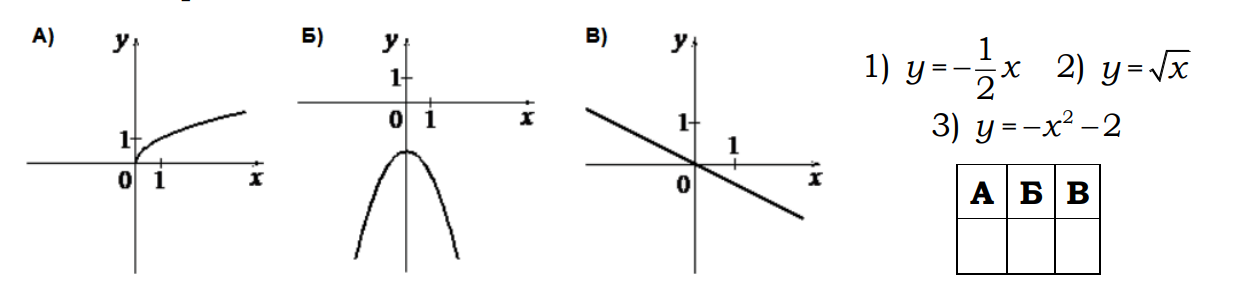 А) y 1 0 1 x
Б) y 1 0 1 x
В) y 1 1 0 x
1) y = −1/2 x 2) y = √x
3) y = −x² − 2
А Б В